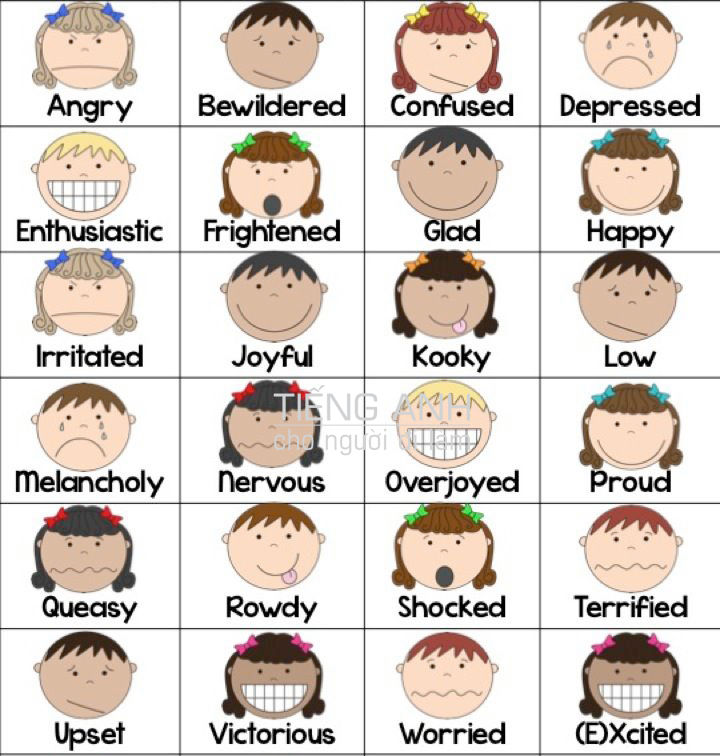 Angry
Bewildered
Confused
Depressed
Enthusiastic
Frightened
Glad
Happy
Irritated
Joyful
Kooky
Low
TIẾNG ANH
cho người đi làm
Melancholy
Nervous
Overjoyed
Proud
Queasy
Rowdy
Shocked
Terrified
Upset
Victorious
Worried
(E)Xcited